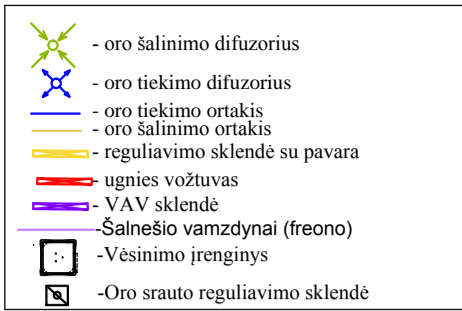 - oro šalinimo difuzorius
- oro tiekimo difuzorius
- oro tiekimo ortakis
- oro šalinimo ortakis
- reguliavimo sklendė su pavara
- ugnies vožtuvas
- VAV sklendė
-Šalnešio vamzdynai (freono)
-Vėsinimo įrenginys
-Oro srauto reguliavimo sklendė